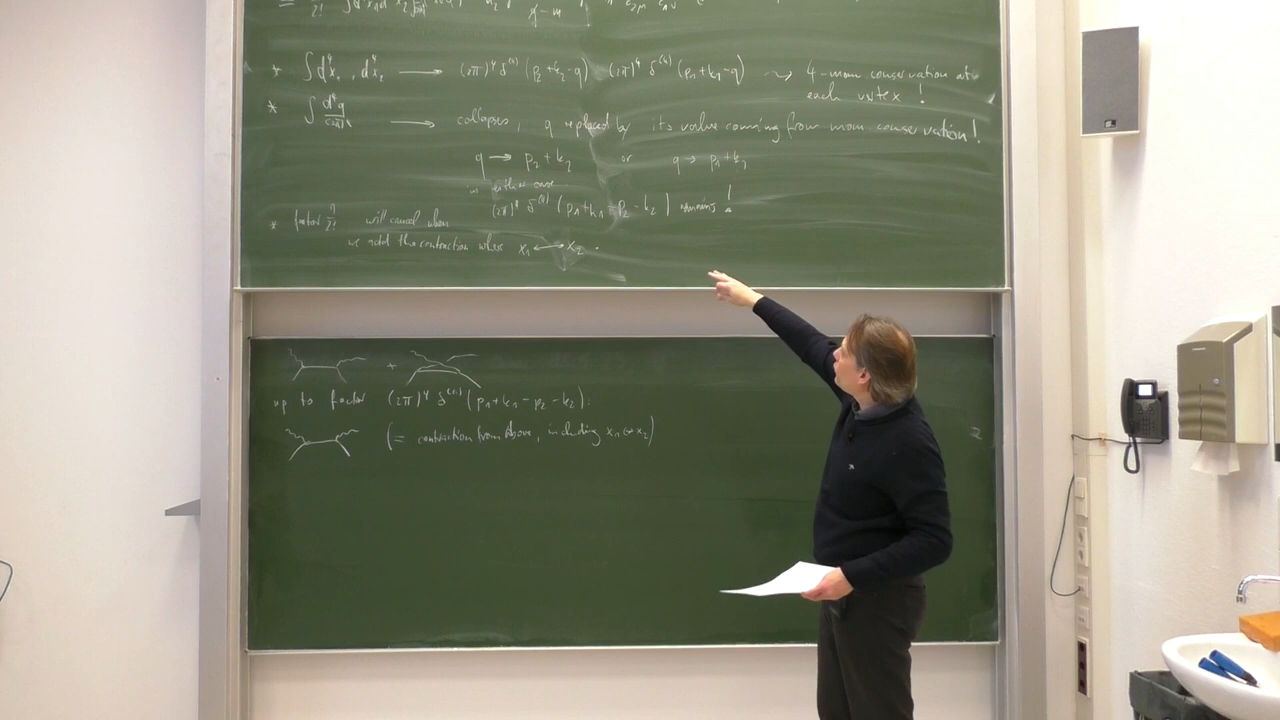 * ∫ d⁴x₁, d⁴x₂ ⟶ (2π)⁴ δ⁽⁴⁾(p₂+k₂-q) (2π)⁴ δ⁽⁴⁾(p₁+k₁-q) ⇝ 4-mom conservation at
each vertex !
* ∫ d⁴q/(2π)⁴ ⟶ collapses, q replaced by its value coming from mom conservation!
q ⟶ p₂+k₂ or q → p₁+k₁
in either case
(2π)⁴ δ⁽⁴⁾(p₁+k₁-p₂-k₂) remains !
* factor 1/2! will cancel when
we add the contraction where x₁ ⟷ x₂.
+
up to factor (2π)⁴ δ⁽⁴⁾(p₁+k₁-p₂-k₂):
(= contraction from above, including x₁↔x₂)